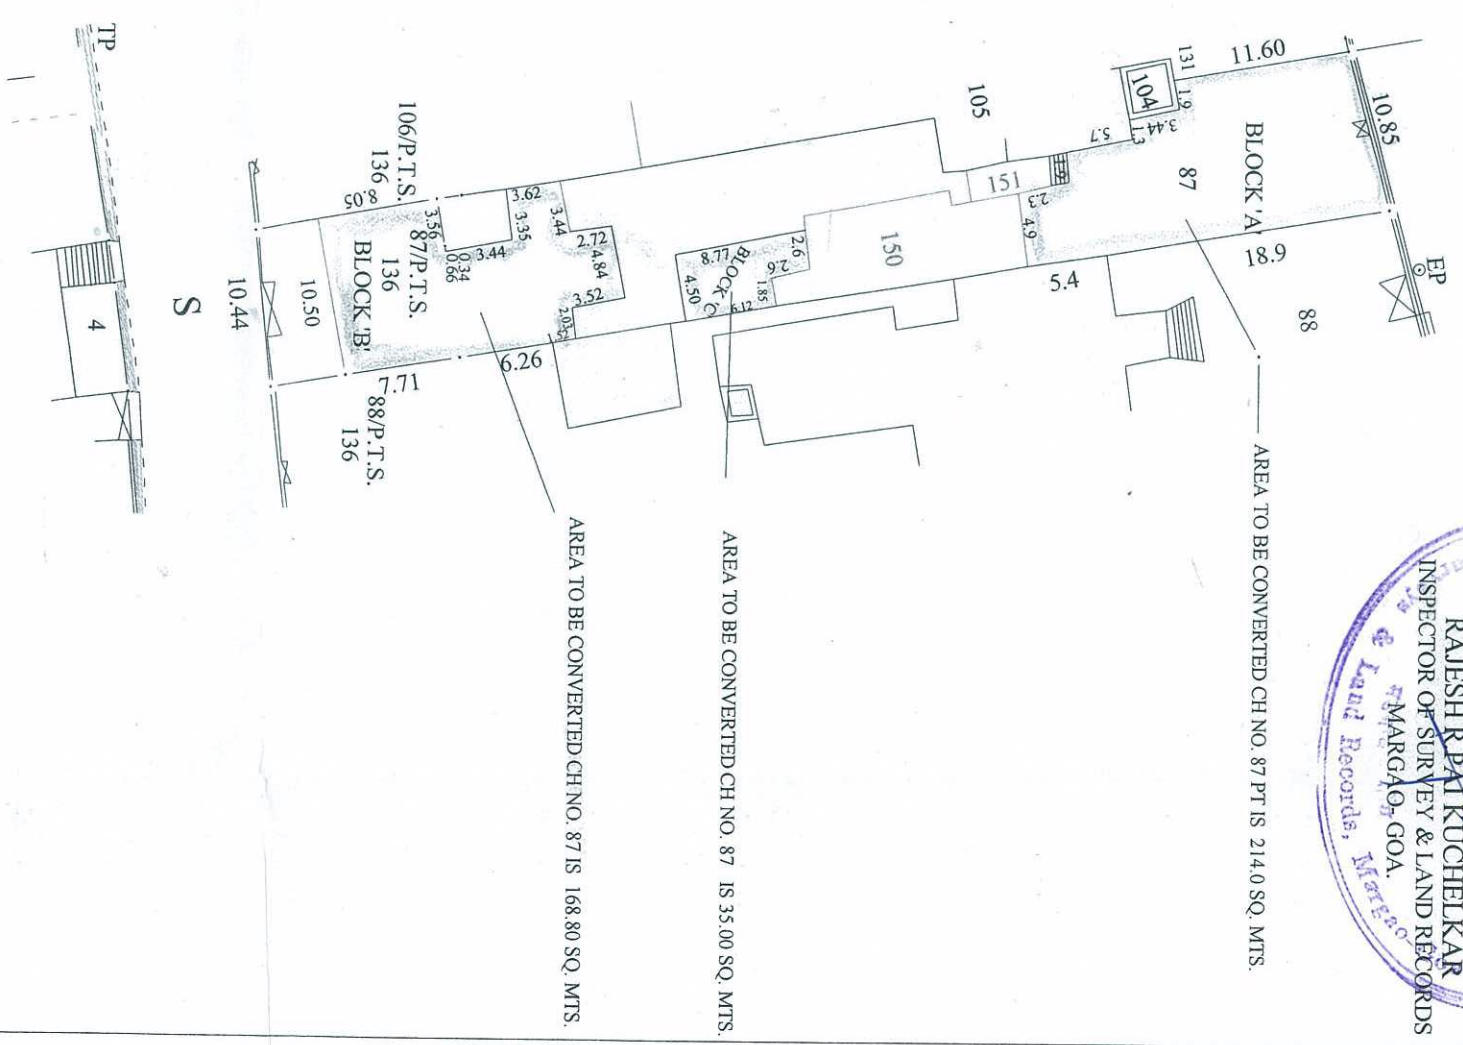 RAJESH R PAI KUCHELKAR
INSPECTOR OF SURVEY & LAND RECORDS
MARGAO- GOA.
& Land Records, Margao-
EP
10.85
11.60
18.9
88
BLOCK 'A'
131
1.9
104
3.44
1.3
87
5.7
5.4
105
1.9
151
2.3
4.9
150
2.6
2.6
8.77
BLOCK 'C'
1.85
6.12
4.50
2.72
4.84
3.52
2.03
3.62
3.44
3.35
3.44
0.34
0.66
3.56
6.26
7.71
8.05
106/P.T.S.
136
87/P.T.S.
136
BLOCK 'B'
88/P.T.S.
136
10.50
10.44
S
TP
4
AREA TO BE CONVERTED CH NO. 87 PT IS 214.0 SQ. MTS.
AREA TO BE CONVERTED CH NO. 87 IS 35.00 SQ. MTS.
AREA TO BE CONVERTED CH NO. 87 IS 168.80 SQ. MTS.